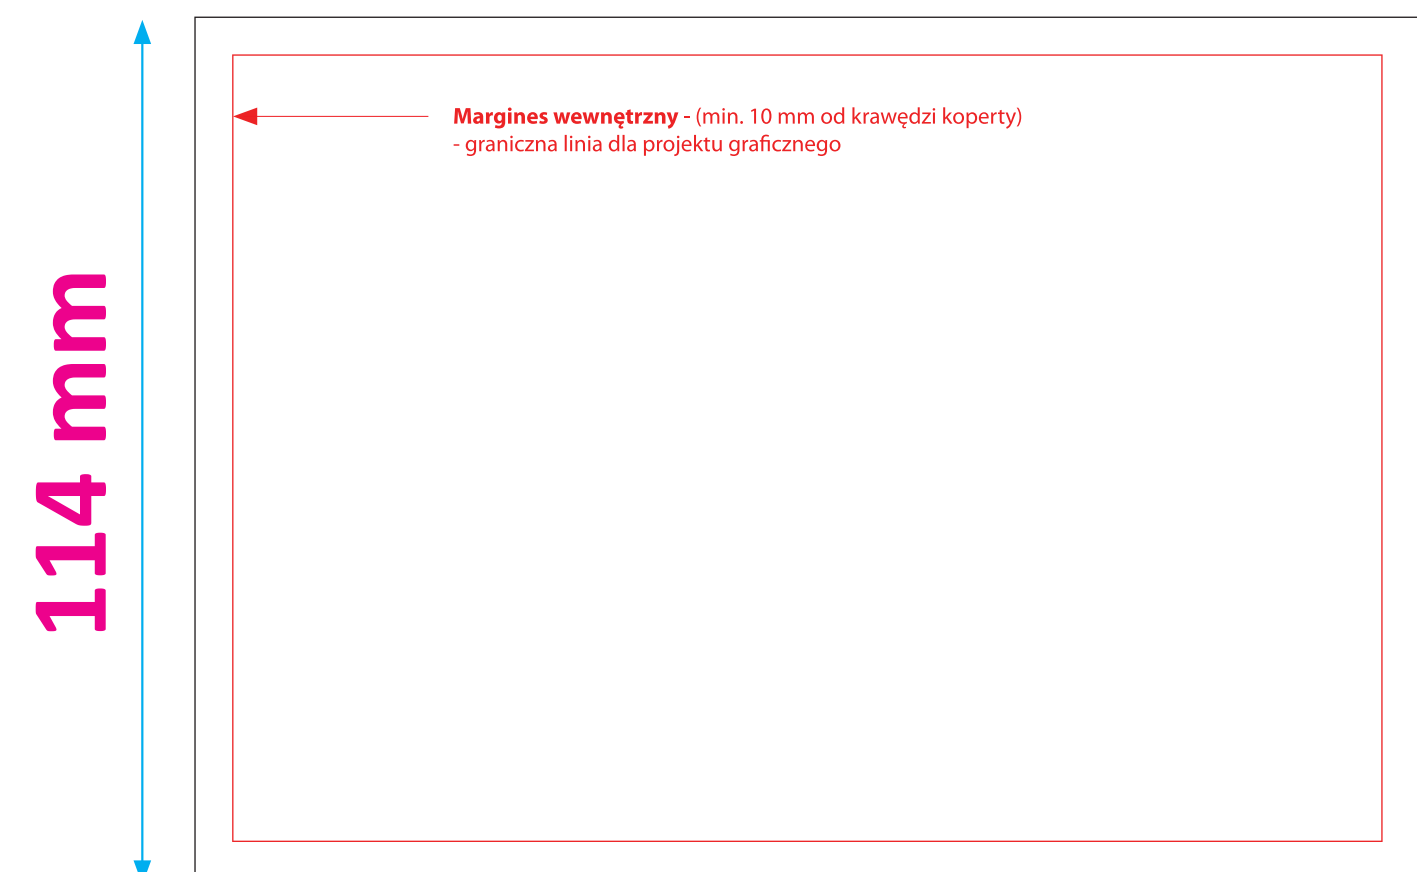 Margines wewnętrzny - (min. 10 mm od krawędzi koperty)
- graniczna linia dla projektu graficznego
114 mm